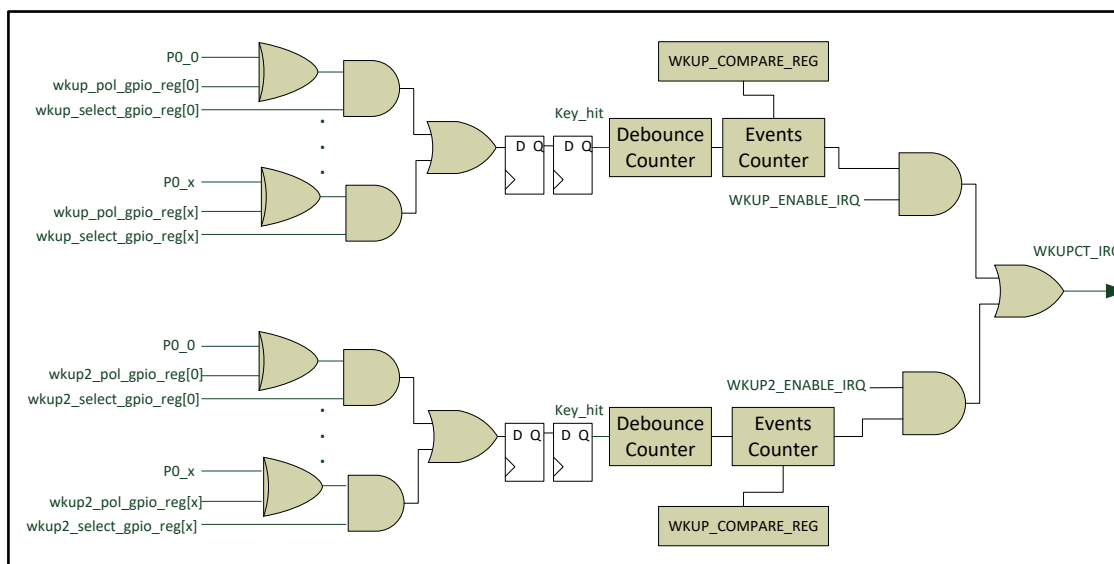 P0_0
wkup_pol_gpio_reg[0]
wkup_select_gpio_reg[0]
P0_x
wkup_pol_gpio_reg[x]
wkup_select_gpio_reg[x]
D Q
D Q
Key_hit
Debounce
Counter
WKUP_COMPARE_REG
Events
Counter
WKUP_ENABLE_IRQ
WKUPCT_IRQ
P0_0
wkup2_pol_gpio_reg[0]
wkup2_select_gpio_reg[0]
P0_x
wkup2_pol_gpio_reg[x]
wkup2_select_gpio_reg[x]
D Q
D Q
Key_hit
Debounce
Counter
WKUP2_ENABLE_IRQ
Events
Counter
WKUP_COMPARE_REG